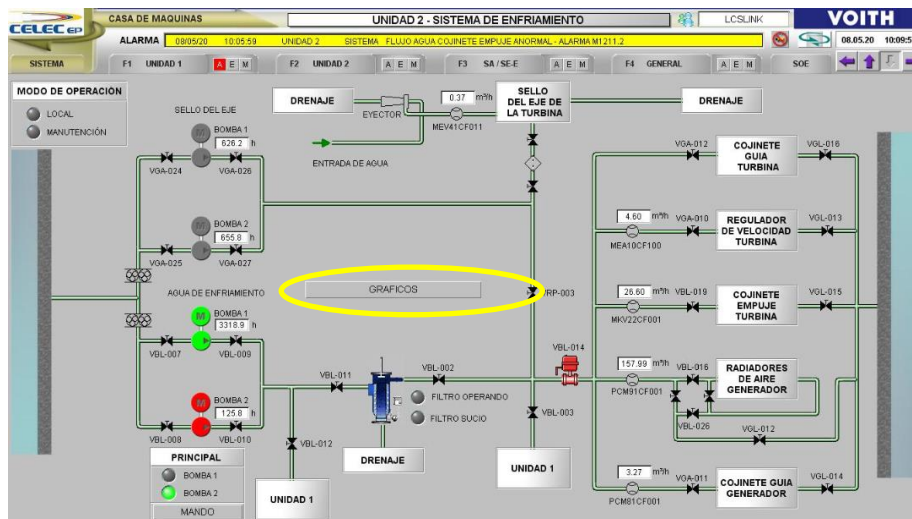 CELEC EP
CASA DE MAQUINAS
UNIDAD 2 - SISTEMA DE ENFRIAMIENTO
LCSLINK
VOITH
ALARMA
08/05/20 10:05:59 UNIDAD 2 SISTEMA FLUJO AGUA COJINETE EMPUJE ANORMAL - ALARMA M1211.2
08.05.20 10:09:5
SISTEMA
F1 UNIDAD 1
A E M
F2 UNIDAD 2
A E M
F3 SA / SE-E
A E M
F4 GENERAL
A E M
SOE
MODO DE OPERACIÓN
LOCAL
MANUTENCIÓN
SELLO DEL EJE
M
BOMBA 1
626.2 h
VGA-024
VGA-026
M
BOMBA 2
655.8 h
VGA-025
VGA-027
AGUA DE ENFRIAMIENTO
M
BOMBA 1
3318.9 h
VBL-007
VBL-009
M
BOMBA 2
125.8 h
VBL-008
VBL-010
PRINCIPAL
BOMBA 1
BOMBA 2
MANDO
DRENAJE
EYECTOR
ENTRADA DE AGUA
0.37 m³/h
MEV41CF011
SELLO
DEL EJE DE
LA TURBINA
DRENAJE
GRAFICOS
RP-003
VBL-011
VBL-002
VBL-012
FILTRO OPERANDO
FILTRO SUCIO
DRENAJE
UNIDAD 1
VBL-014
VBL-003
UNIDAD 1
VGA-012
COJINETE
GUIA
TURBINA
VGL-016
4.60 m³/h
MEA10CF100
VGA-010
REGULADOR
DE VELOCIDAD
TURBINA
VGL-013
26.60 m³/h
MKV22CF001
VBL-019
COJINETE
EMPUJE
TURBINA
VGL-015
157.99 m³/h
PCM91CF001
VBL-016
RADIADORES
DE AIRE
GENERADOR
VBL-026
VGL-012
3.27 m³/h
PCM81CF001
VGA-011
COJINETE GUIA
GENERADOR
VGL-014